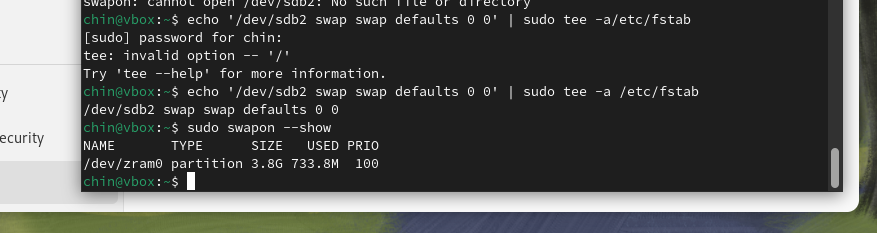 swapon: cannot open /dev/sdb2: No such file or directory
chin@vbox:~$ echo '/dev/sdb2 swap swap defaults 0 0' | sudo tee -a/etc/fstab
[sudo] password for chin:
tee: invalid option -- '/'
Try 'tee --help' for more information.
chin@vbox:~$ echo '/dev/sdb2 swap swap defaults 0 0' | sudo tee -a /etc/fstab
ty
/dev/sdb2 swap swap defaults 0 0
chin@vbox:~$ sudo swapon --show
ecurity
NAME       TYPE      SIZE   USED PRIO
/dev/zram0 partition 3.8G 733.8M  100
chin@vbox:~$